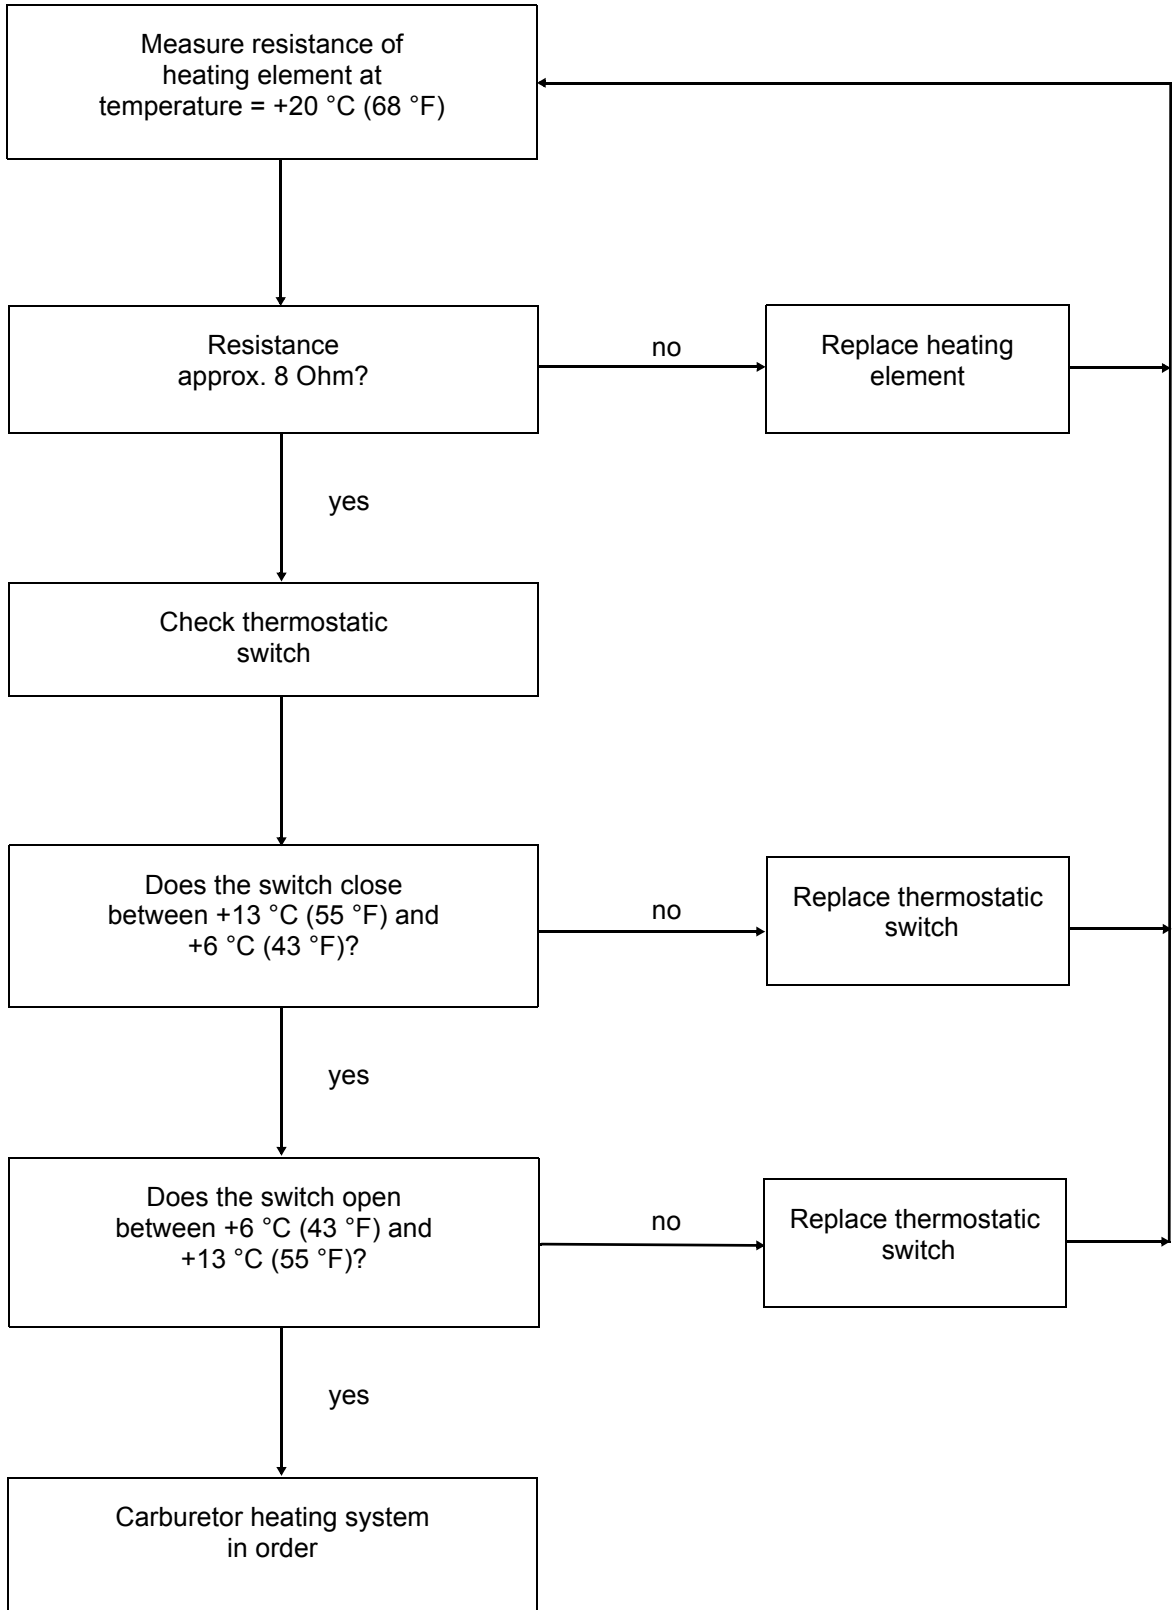 Measure resistance of
heating element at
temperature = +20 °C (68 °F)
Resistance
approx. 8 Ohm?
no
Replace heating
element
yes
Check thermostatic
switch
Does the switch close
between +13 °C (55 °F) and
+6 °C (43 °F)?
no
Replace thermostatic
switch
yes
Does the switch open
between +6 °C (43 °F) and
+13 °C (55 °F)?
no
Replace thermostatic
switch
yes
Carburetor heating system
in order